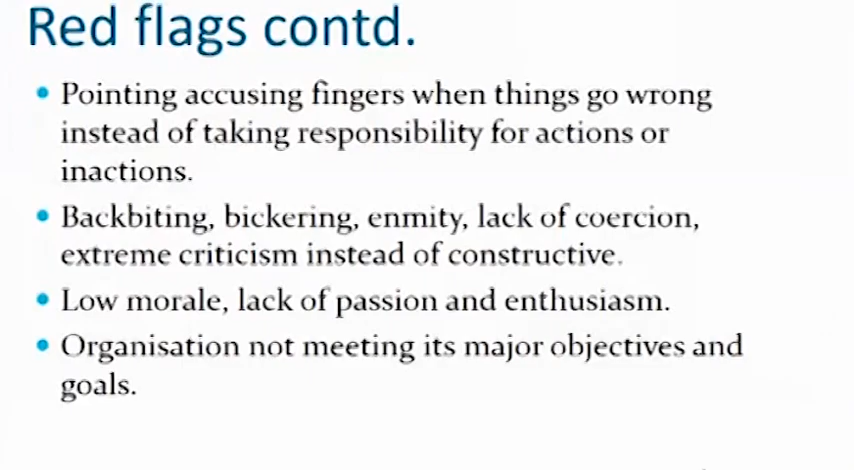 Red flags contd.
• Pointing accusing fingers when things go wrong
instead of taking responsibility for actions or
inactions.
• Backbiting, bickering, enmity, lack of coercion,
extreme criticism instead of constructive.
• Low morale, lack of passion and enthusiasm.
• Organisation not meeting its major objectives and
goals.